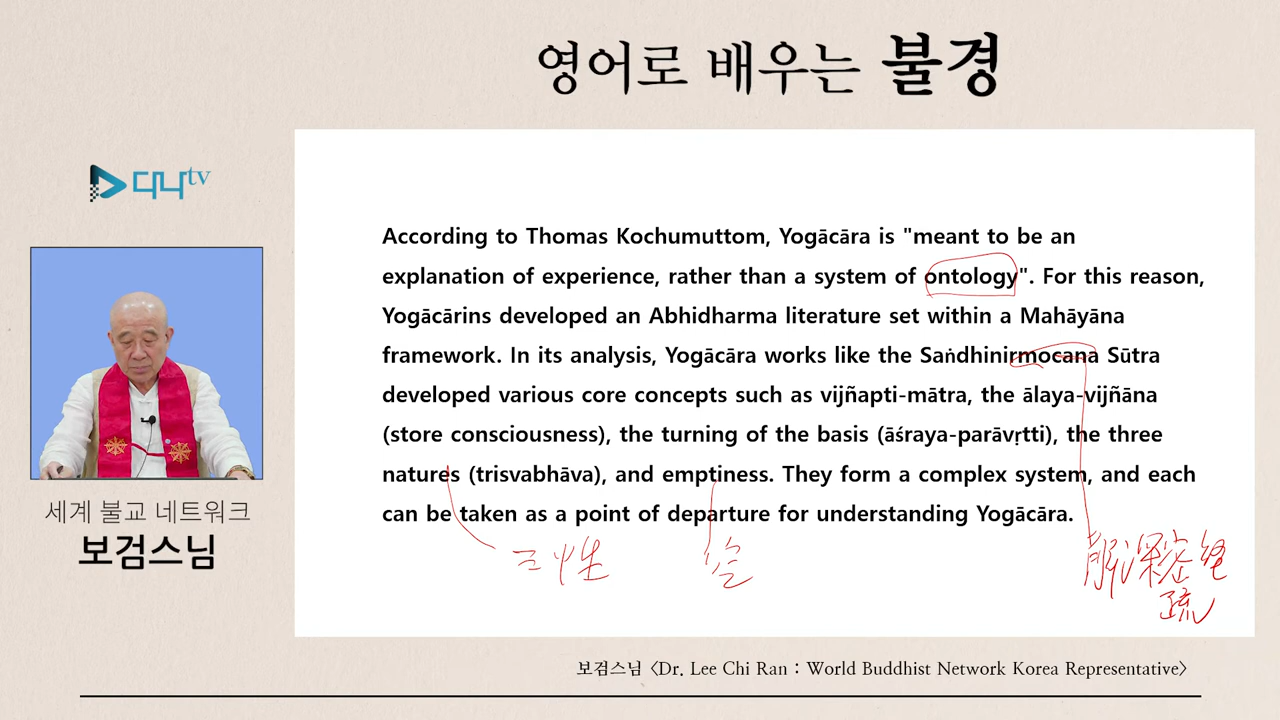 영어로 배우는 불경
디나tv
According to Thomas Kochumuttom, Yogācāra is "meant to be an
explanation of experience, rather than a system of ontology". For this reason,
Yogācārins developed an Abhidharma literature set within a Mahāyāna
framework. In its analysis, Yogācāra works like the Saṅdhinirmocana Sūtra
developed various core concepts such as vijñapti-mātra, the ālaya-vijñāna
(store consciousness), the turning of the basis (āśraya-parāvṛtti), the three
natures (trisvabhāva), and emptiness. They form a complex system, and each
can be taken as a point of departure for understanding Yogācāra.
三性
空
解深密経
疏
세계 불교 네트워크
보검스님
보검스님 <Dr. Lee Chi Ran : World Buddhist Network Korea Representative>